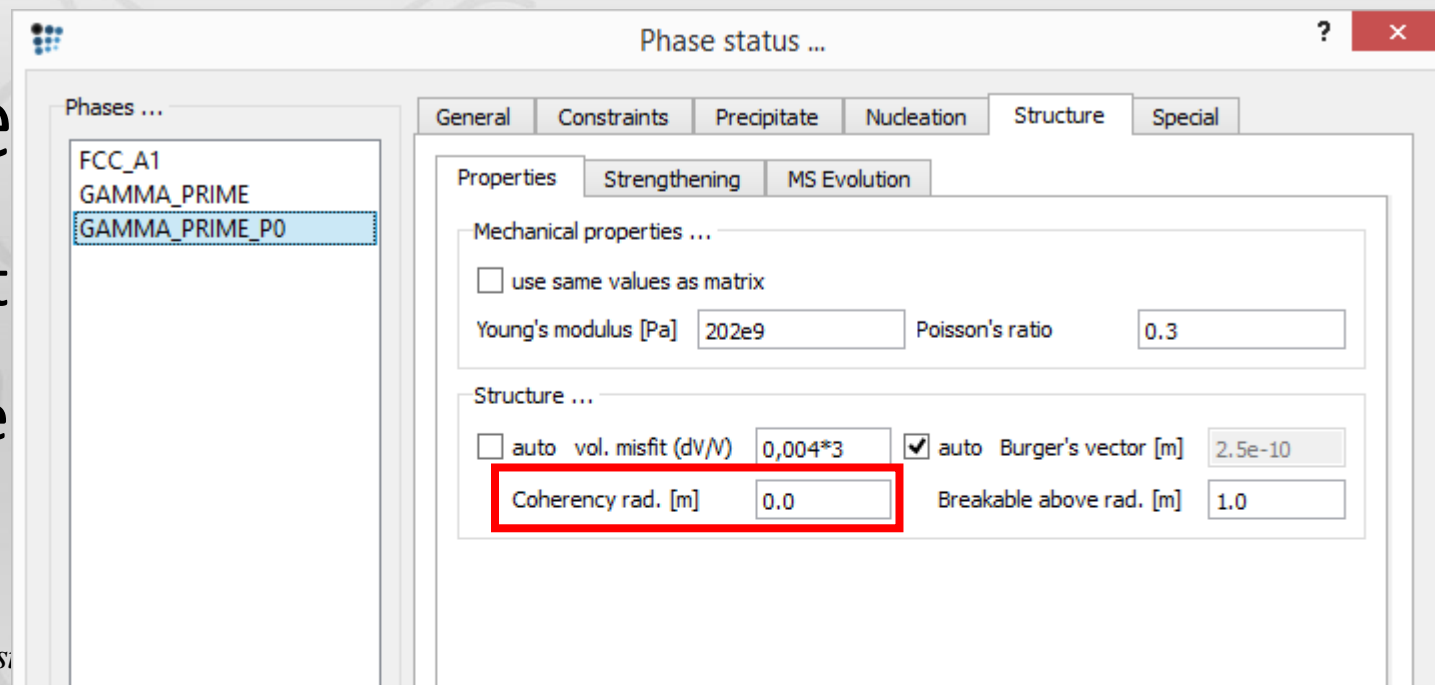 Phase status ...
?
×
Phases ...
FCC_A1
GAMMA_PRIME
GAMMA_PRIME_P0
General Constraints Precipitate Nucleation Structure Special
Properties Strengthening MS Evolution
Mechanical properties ...
use same values as matrix
Young's modulus [Pa] 202e9 Poisson's ratio 0.3
Structure ...
auto vol. misfit (dV/V) 0,004*3 auto Burger's vector [m] 2.5e-10
Coherency rad. [m] 0.0 Breakable above rad. [m] 1.0
e
t
e